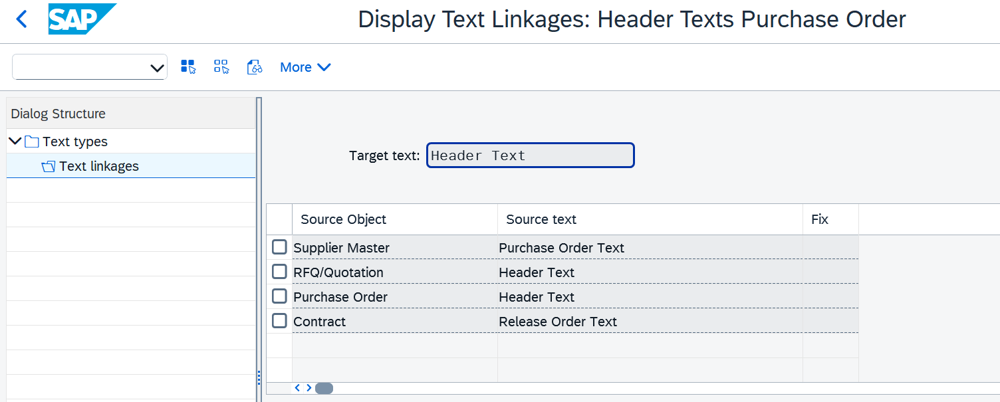 SAP
Display Text Linkages: Header Texts Purchase Order
More
Dialog Structure
Text types
Text linkages
Target text: Header Text
Source Object Source text Fix
Supplier Master Purchase Order Text
RFQ/Quotation Header Text
Purchase Order Header Text
Contract Release Order Text